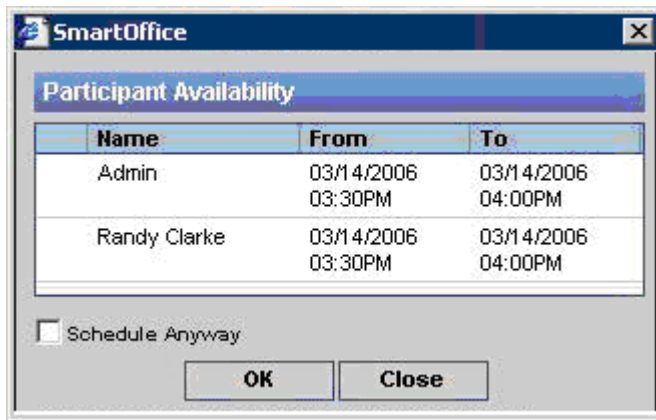 SmartOffice
Participant Availability
Name From To
Admin 03/14/2006 03/14/2006
03:30PM 04:00PM
Randy Clarke 03/14/2006 03/14/2006
03:30PM 04:00PM
Schedule Anyway
OK Close